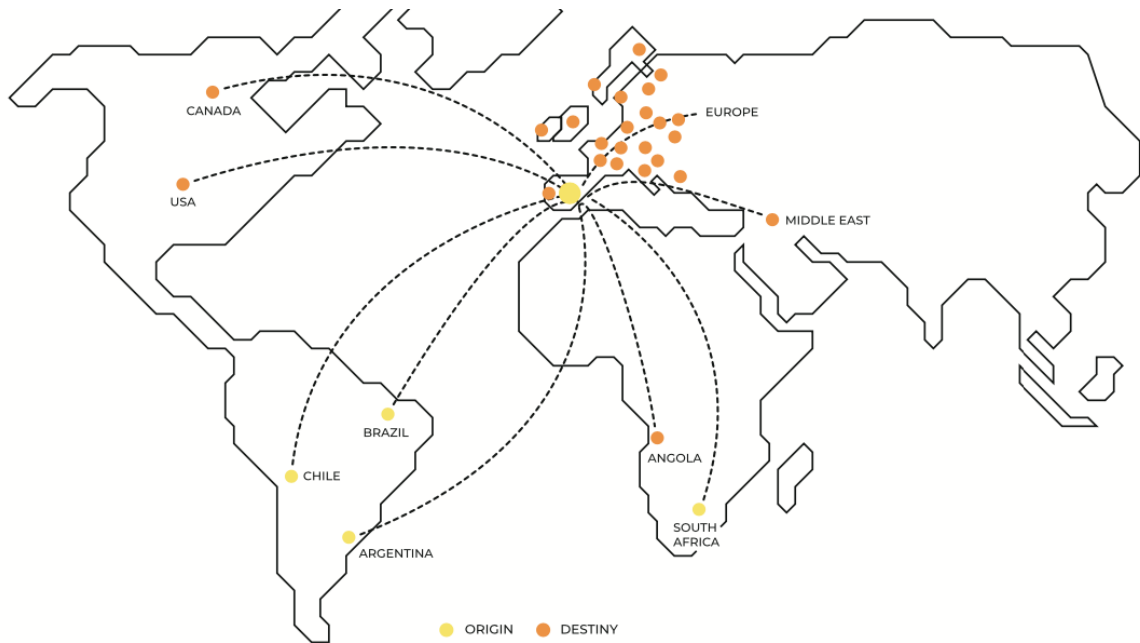 CANADA
EUROPE
USA
MIDDLE EAST
BRAZIL
ANGOLA
CHILE
SOUTH
AFRICA
ARGENTINA
ORIGIN
DESTINY